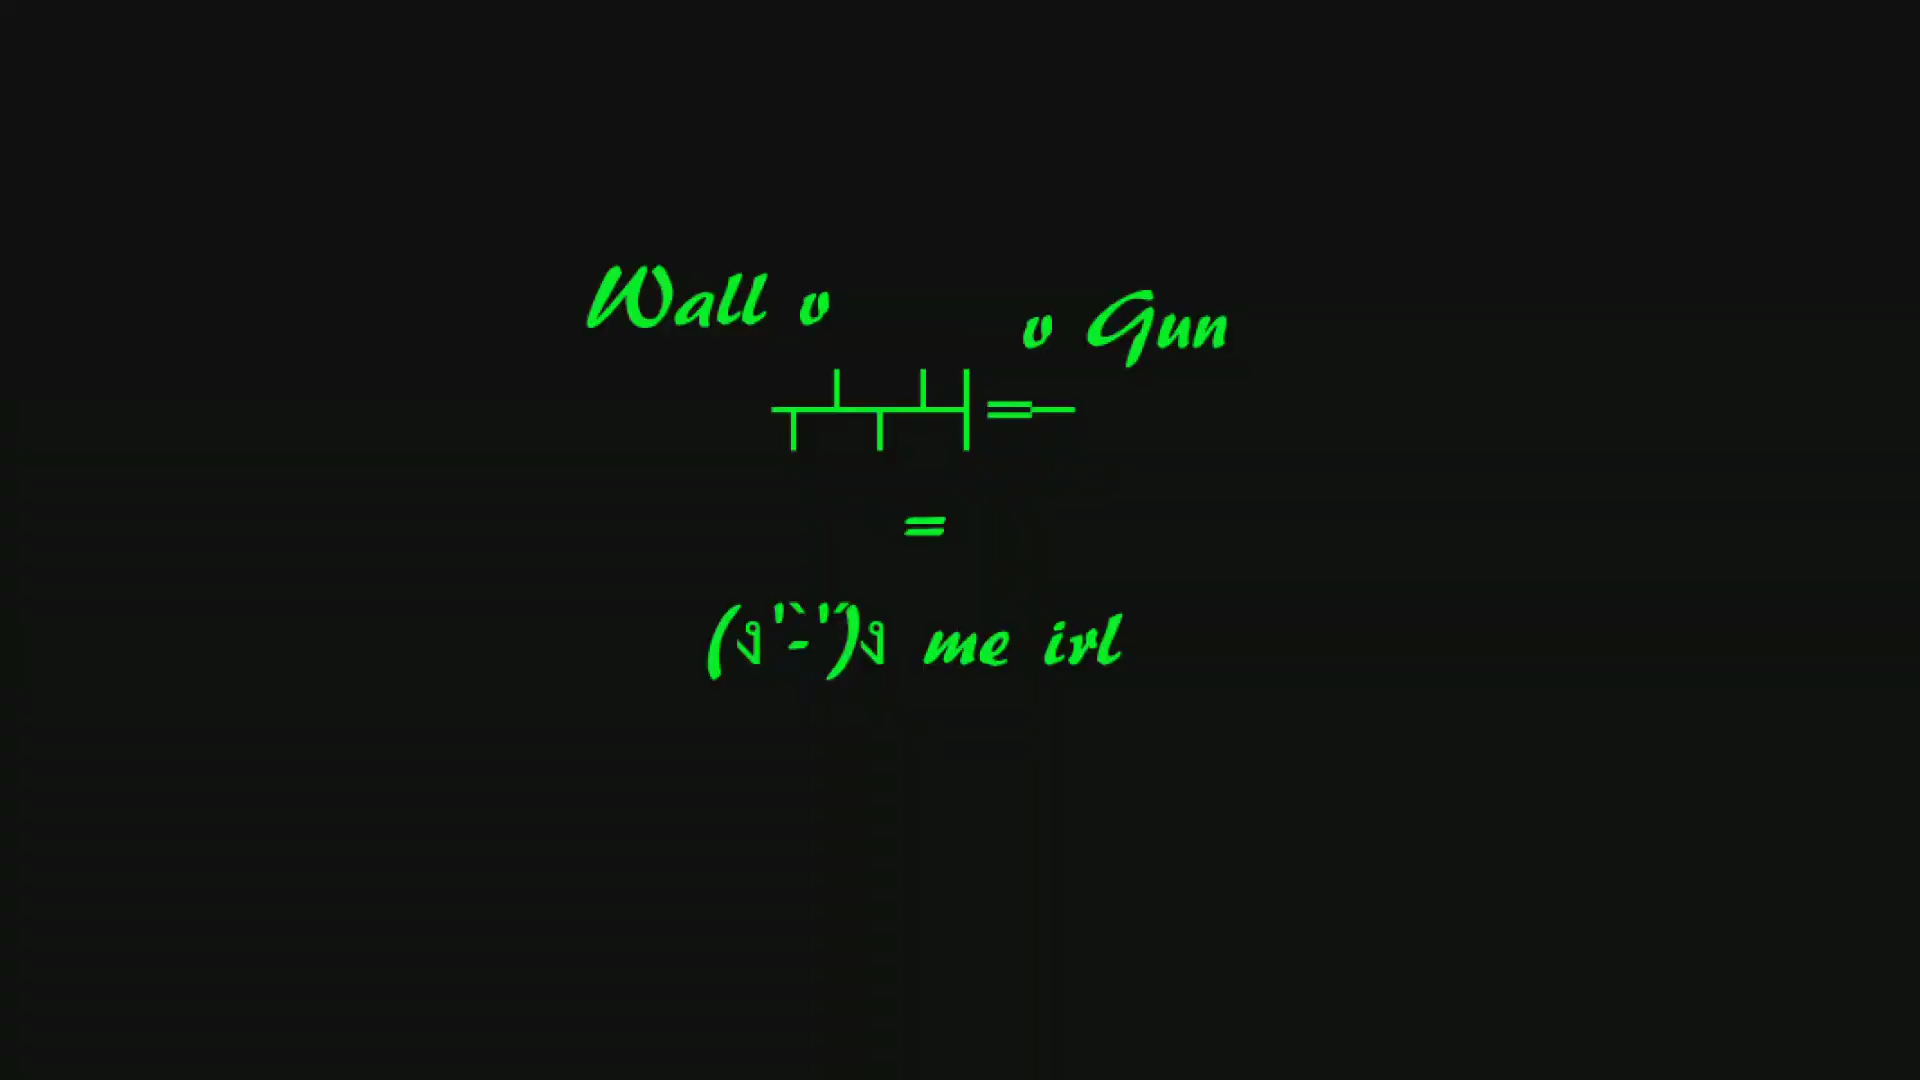 Wall o
o Gun
┬┴┬┴┤═─
=
(ง'̀-'́)ง me irl